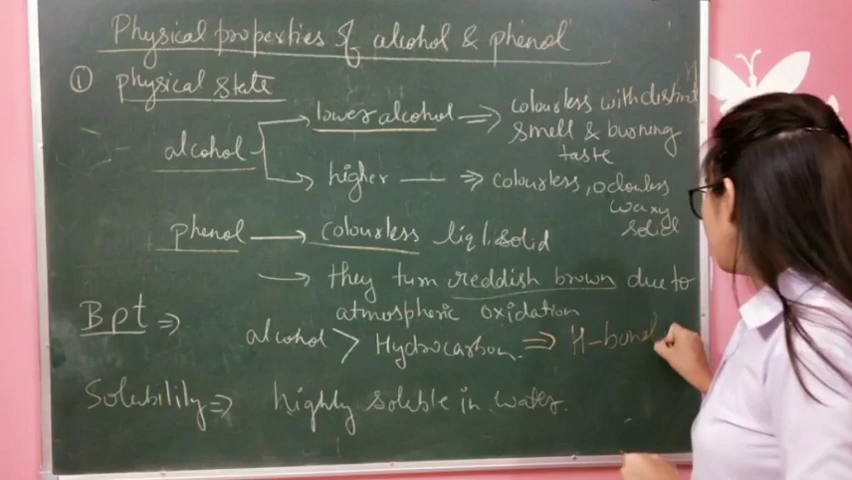 Physical properties of alcohol & phenol
① physical state
alcohol
lower alcohol ⇒ colourless with distinct
smell & burning
taste
higher — ⇒ colourless, odourless
waxy
solid
phenol → colourless liq/solid
→ they turn reddish brown due to
atmospheric oxidation
Bpt ⇒
alcohol > Hydrocarbon ⇒ H-bond
Solubility ⇒ highly soluble in water.